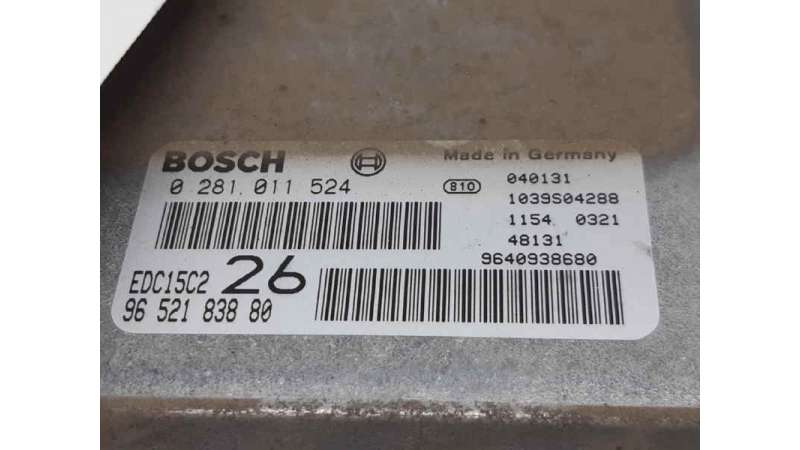 BOSCH
Made in Germany
0 281 011 524
810
040131
1039S04288
1154 0321
48131
9640938680
EDC15C2 26
96 521 838 80